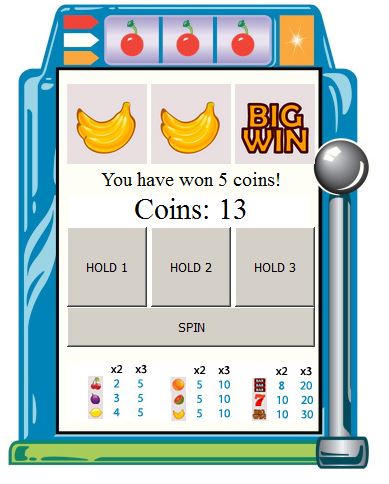 BIG
WIN
You have won 5 coins!
Coins: 13
HOLD 1 HOLD 2 HOLD 3
SPIN
x2 x3 x2 x3 x2 x3
2 5 5 10 8 20
3 5 5 10 7 10 20
4 5 5 10 10 30